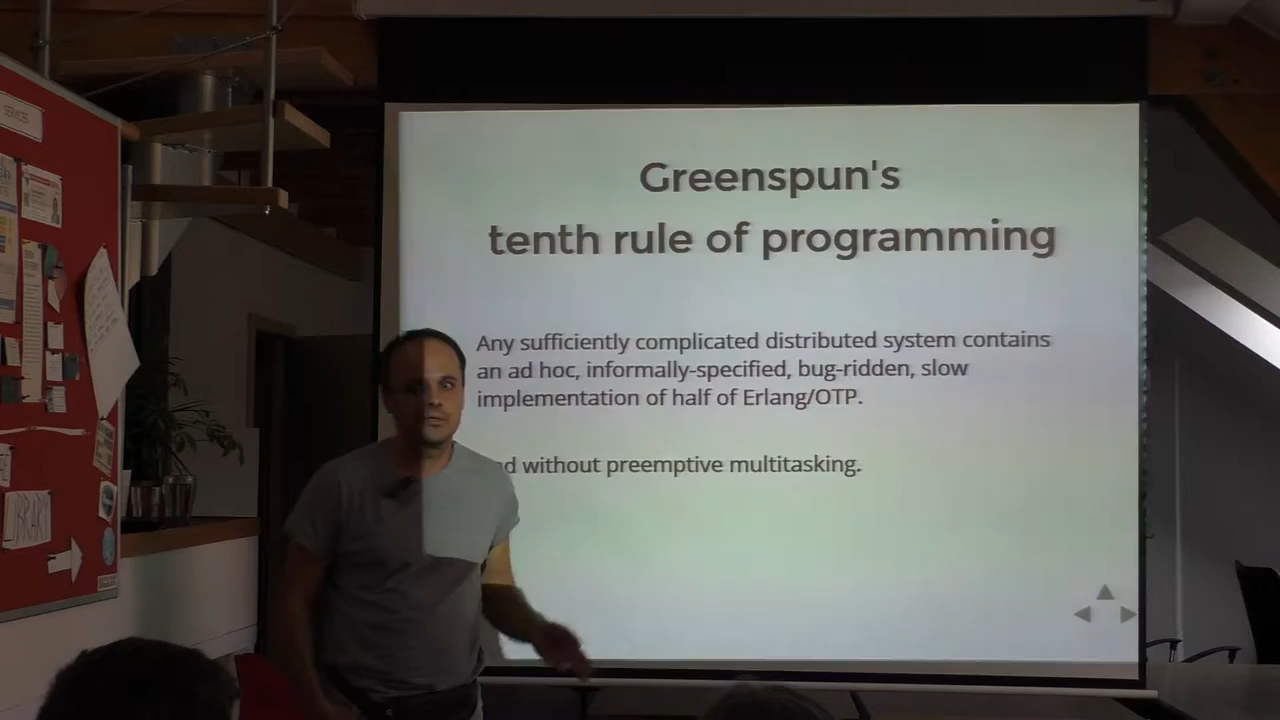 SERVICES
Greenspun's
tenth rule of programming
Any sufficiently complicated distributed system contains
an ad hoc, informally-specified, bug-ridden, slow
implementation of half of Erlang/OTP.
without preemptive multitasking.